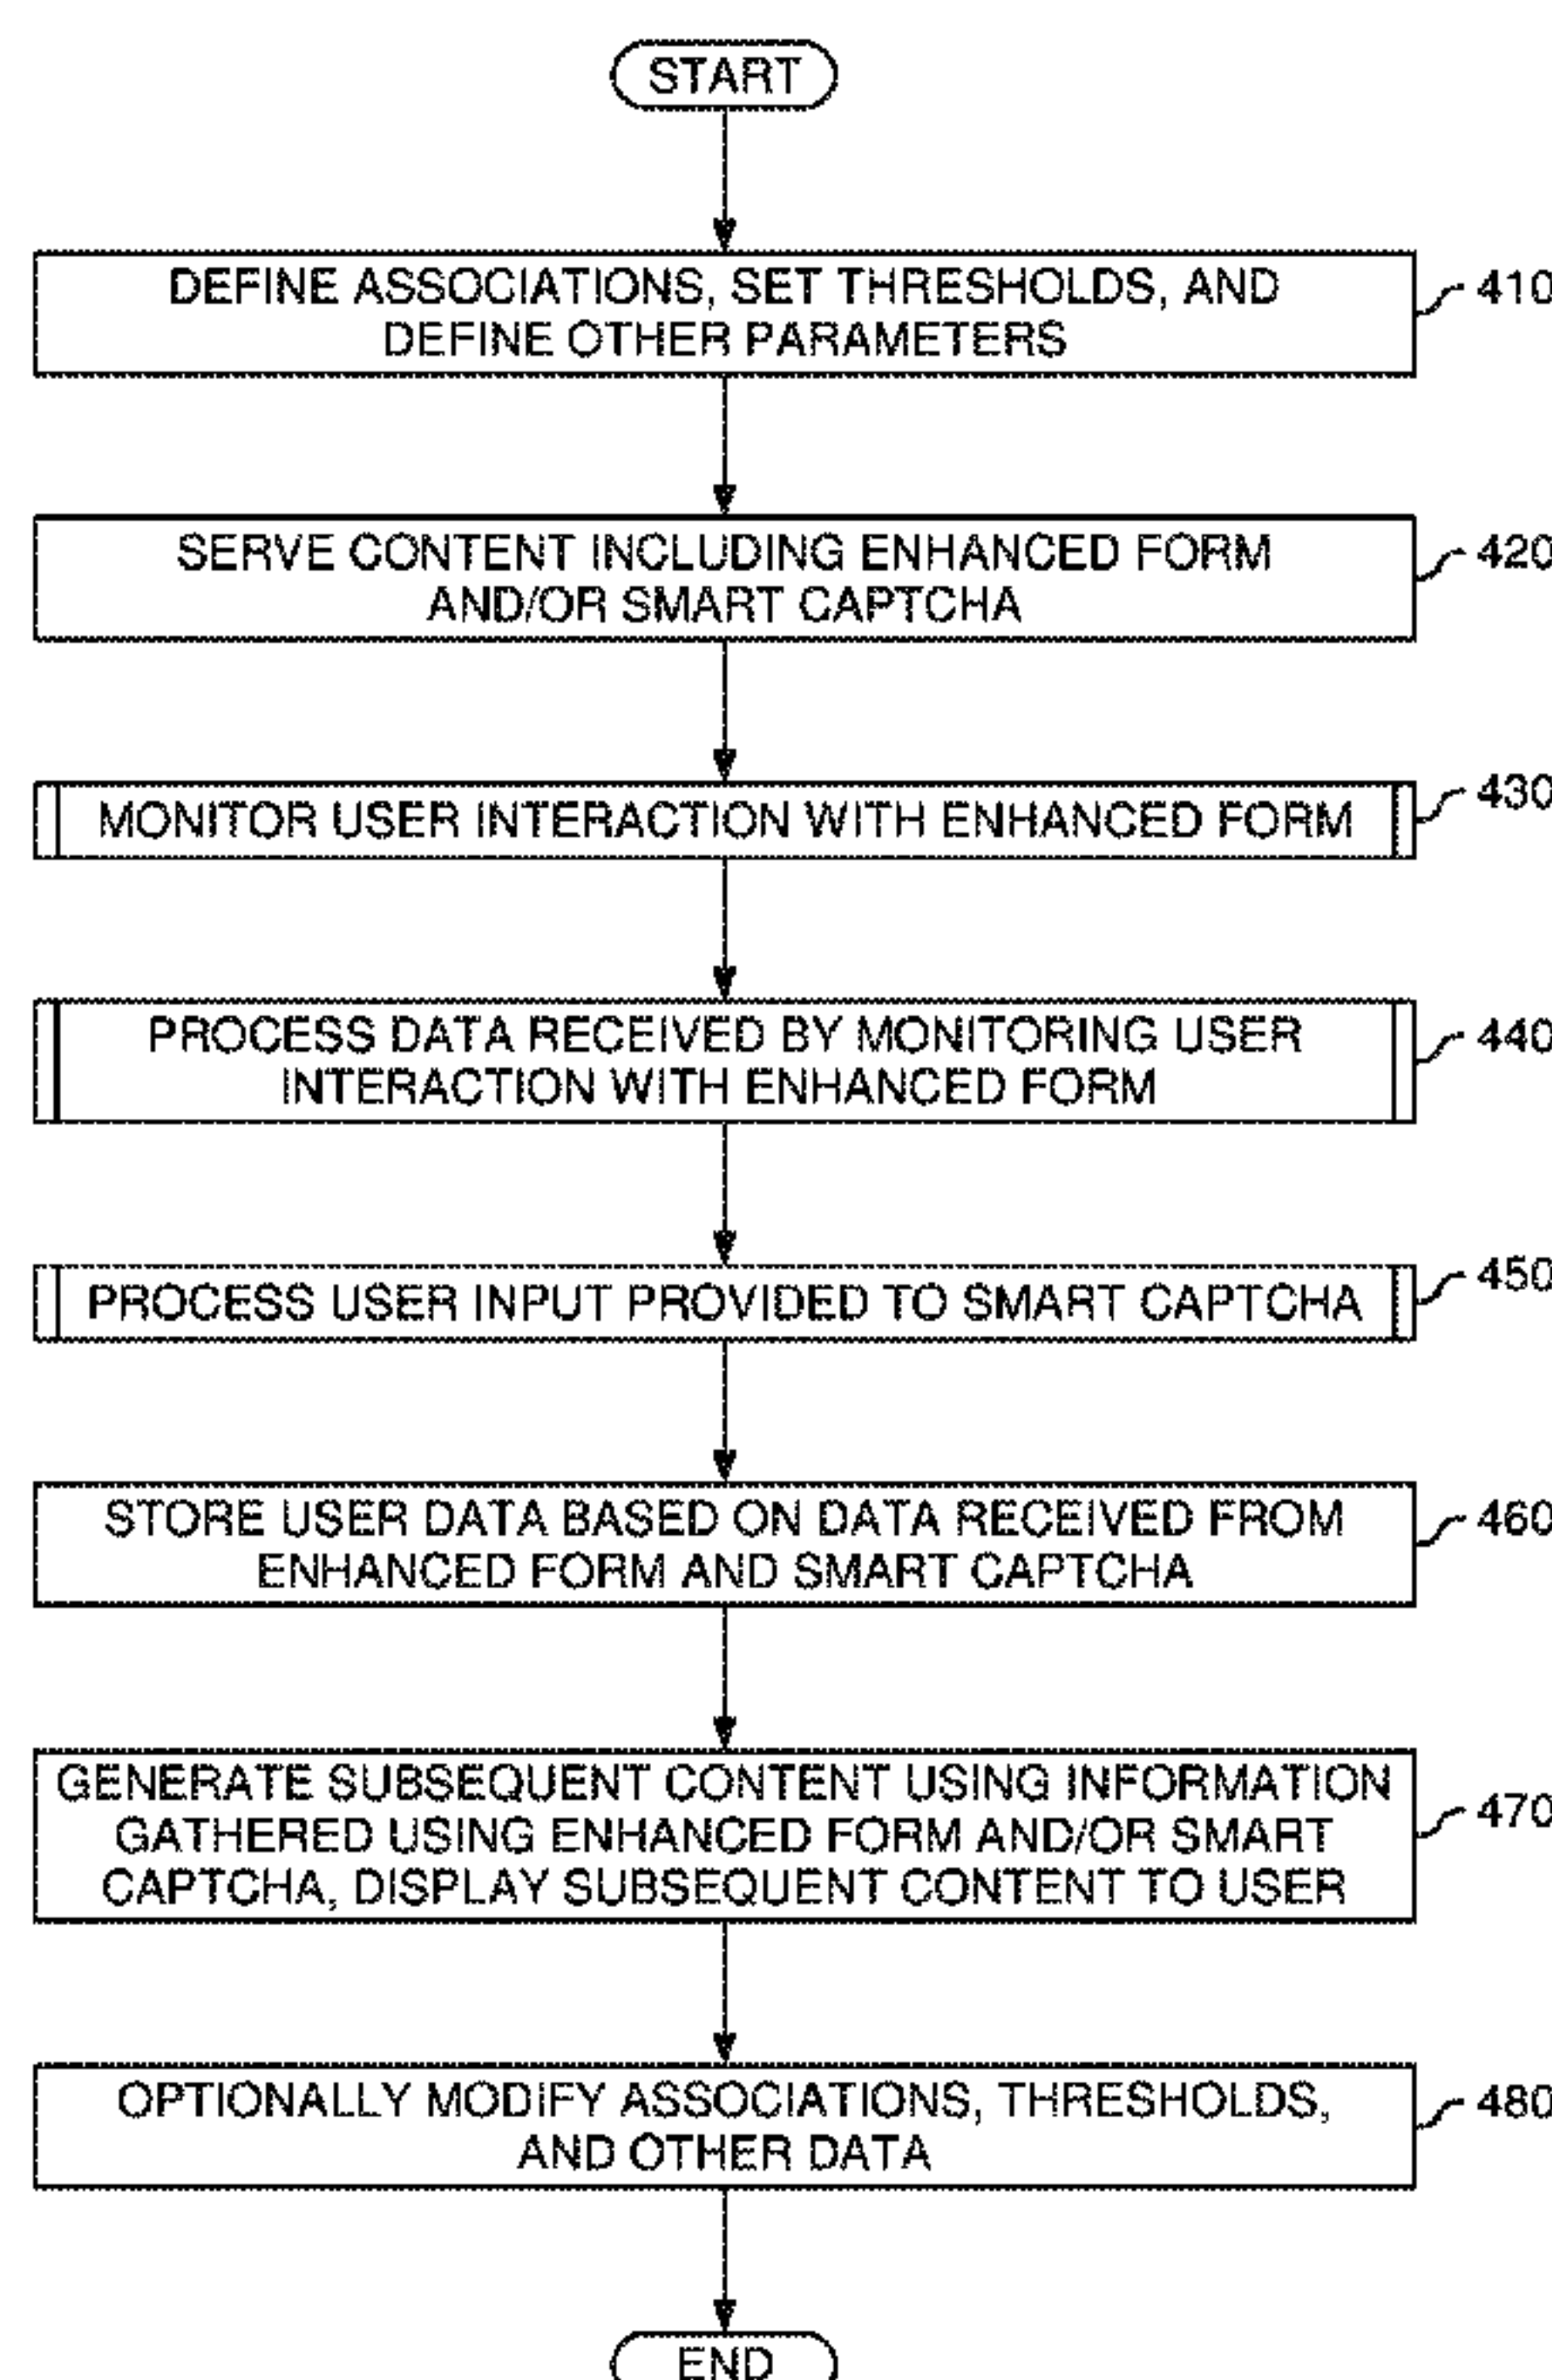 START
DEFINE ASSOCIATIONS, SET THRESHOLDS, AND
DEFINE OTHER PARAMETERS
410
SERVE CONTENT INCLUDING ENHANCED FORM
AND/OR SMART CAPTCHA
420
MONITOR USER INTERACTION WITH ENHANCED FORM
430
PROCESS DATA RECEIVED BY MONITORING USER
INTERACTION WITH ENHANCED FORM
440
PROCESS USER INPUT PROVIDED TO SMART CAPTCHA
450
STORE USER DATA BASED ON DATA RECEIVED FROM
ENHANCED FORM AND SMART CAPTCHA
460
GENERATE SUBSEQUENT CONTENT USING INFORMATION
GATHERED USING ENHANCED FORM AND/OR SMART
CAPTCHA, DISPLAY SUBSEQUENT CONTENT TO USER
470
OPTIONALLY MODIFY ASSOCIATIONS, THRESHOLDS,
AND OTHER DATA
480
END